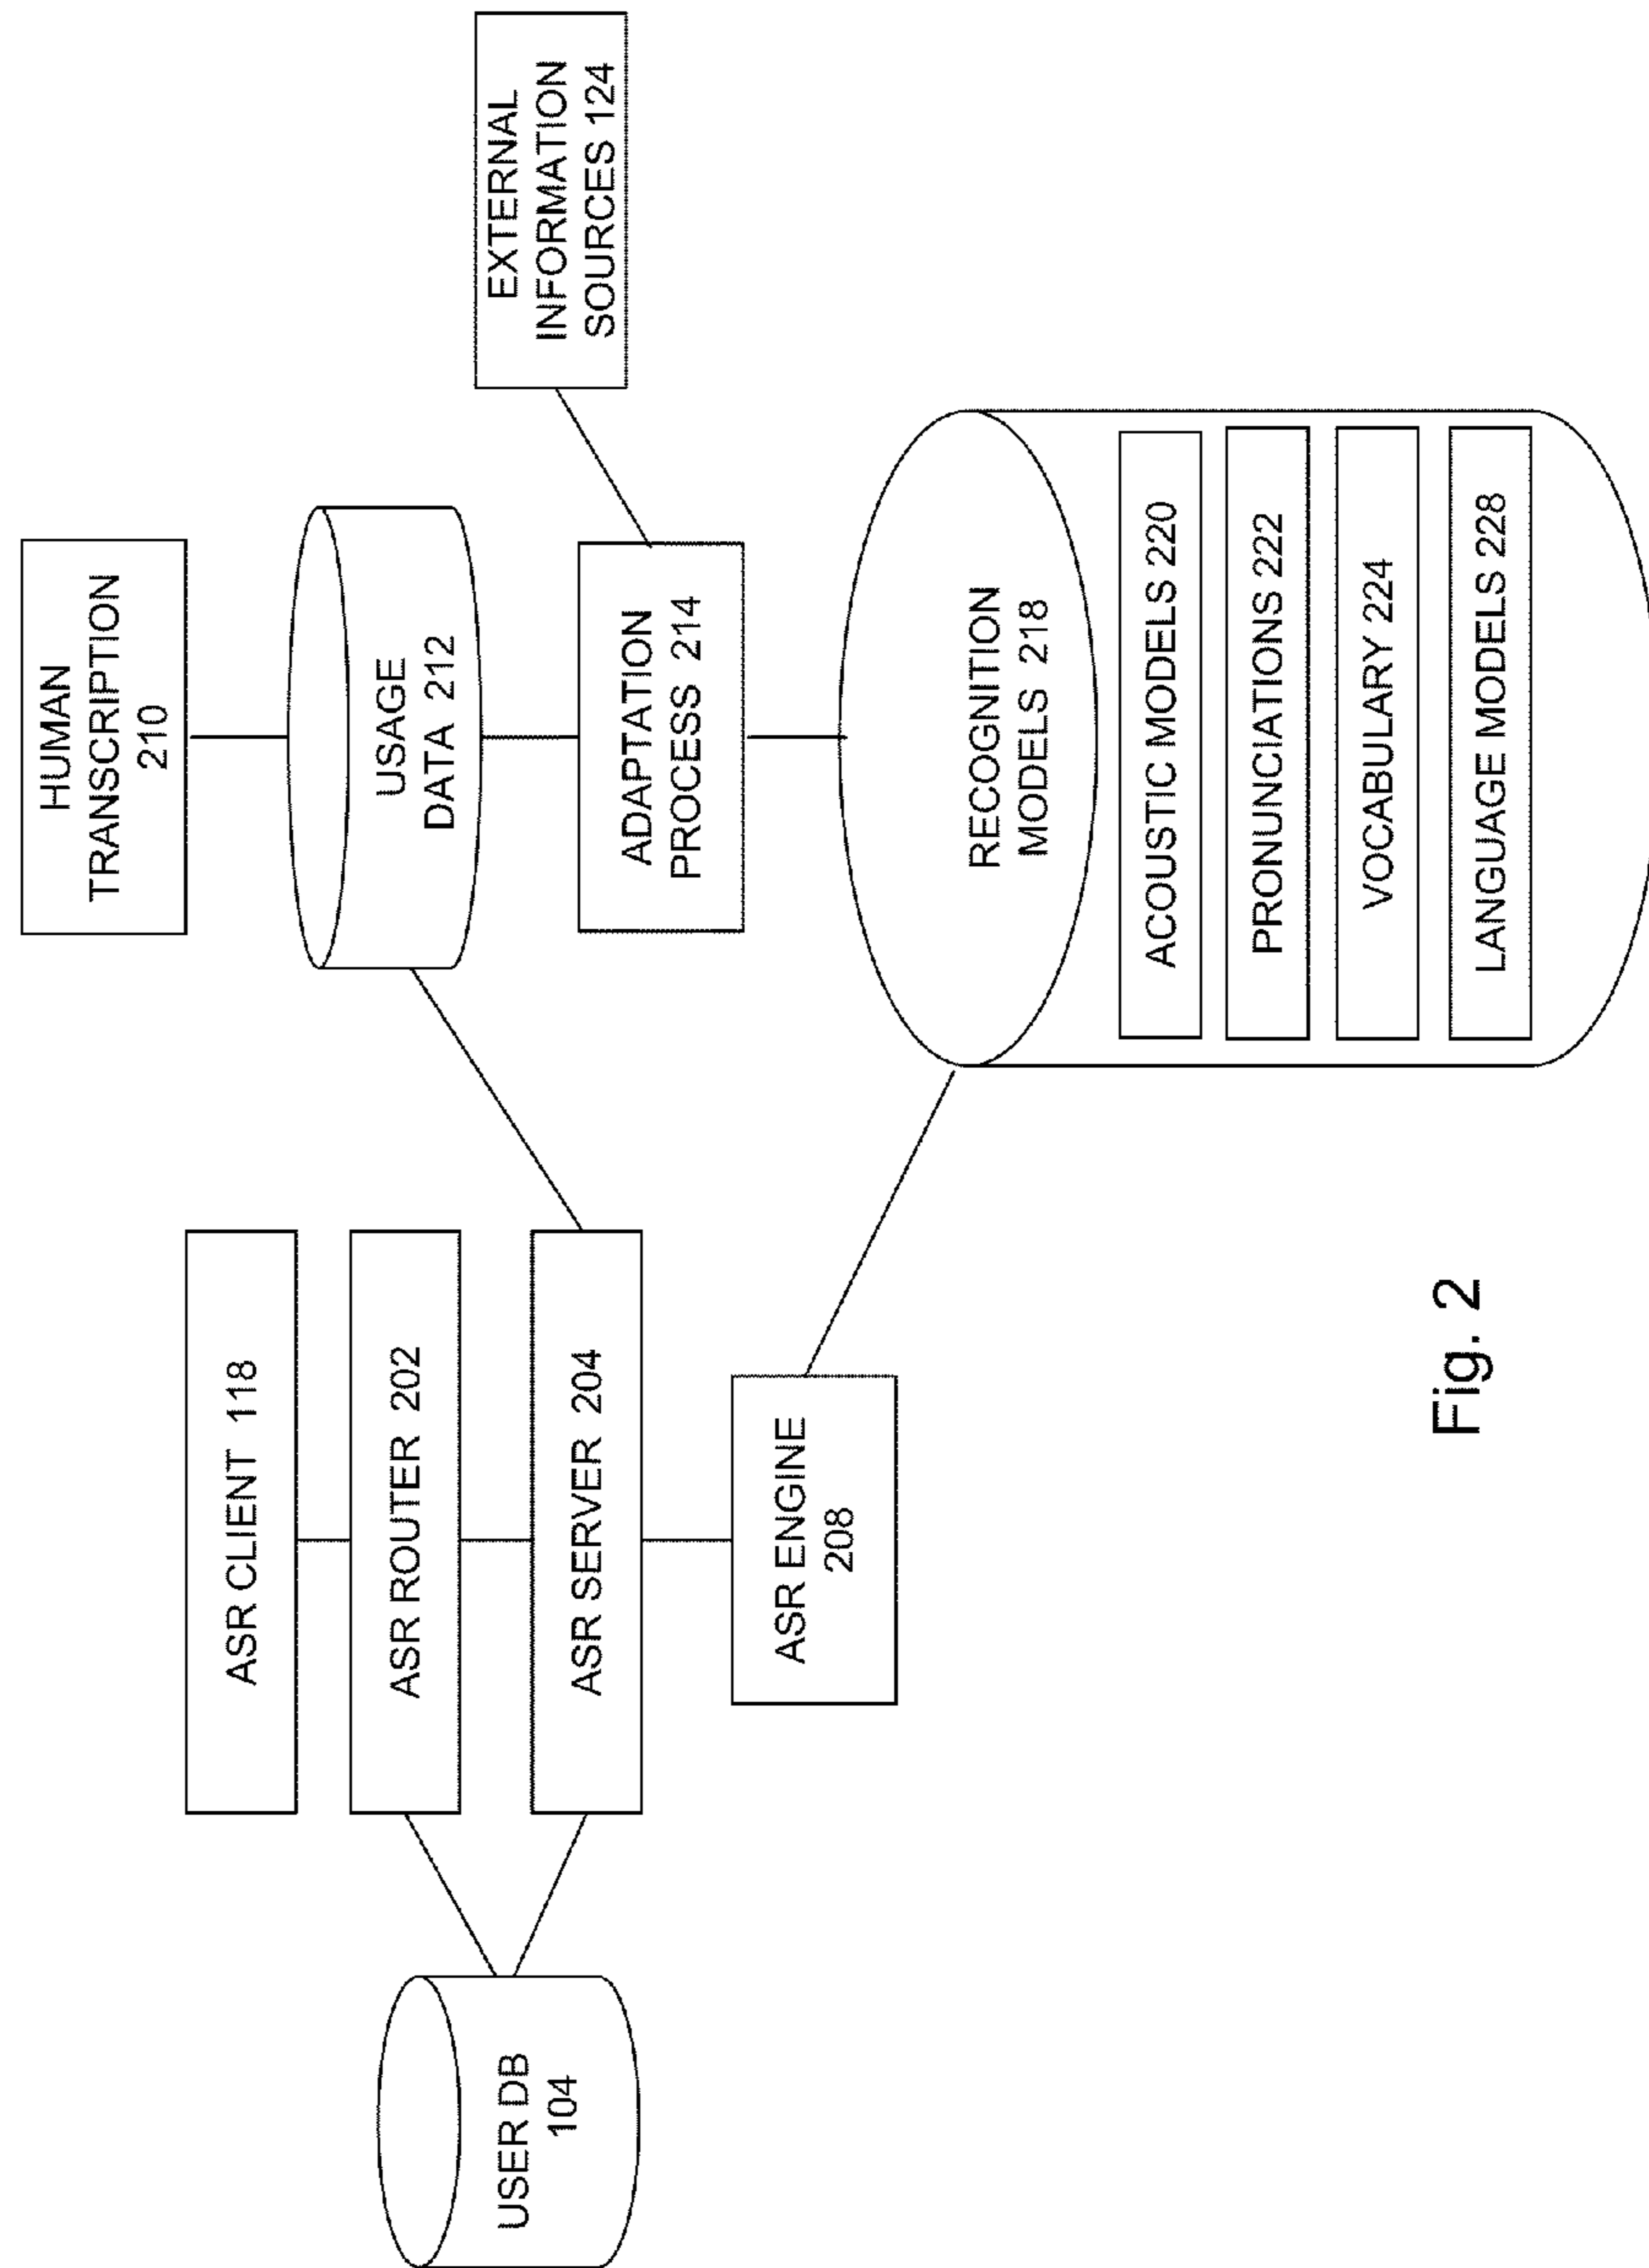 HUMAN
TRANSCRIPTION
210
ASR CLIENT 118
USAGE
DATA 212
ASR ROUTER 202
EXTERNAL
INFORMATION
SOURCES 124
USER DB
104
ASR SERVER 204
ADAPTATION
PROCESS 214
ASR ENGINE
208
RECOGNITION
MODELS 218
ACOUSTIC MODELS 220
PRONUNCIATIONS 222
VOCABULARY 224
LANGUAGE MODELS 228
Fig. 2